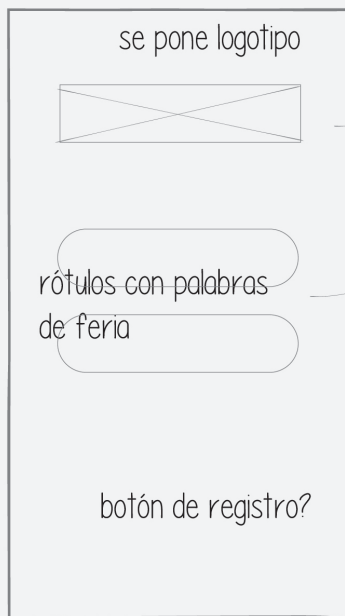 se pone logotipo
rótulos con palabras
de feria
botón de registro?